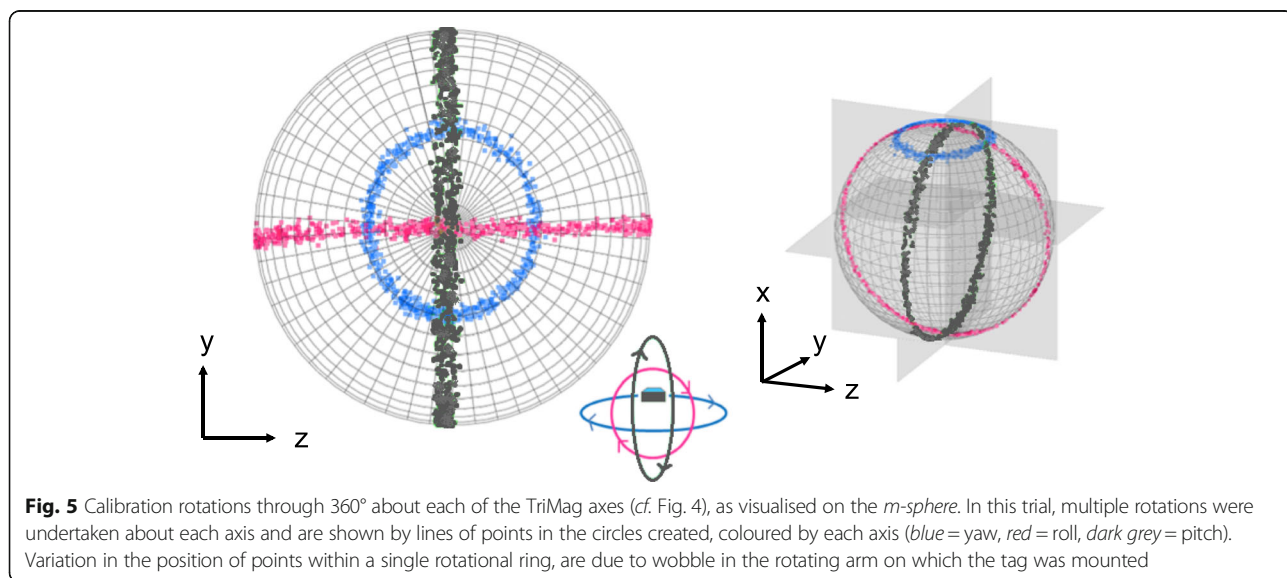 y
z
x
y
z
Fig. 5 Calibration rotations through 360° about each of the TriMag axes (cf. Fig. 4), as visualised on the m-sphere. In this trial, multiple rotations were
undertaken about each axis and are shown by lines of points in the circles created, coloured by each axis (blue = yaw, red = roll, dark grey = pitch).
Variation in the position of points within a single rotational ring, are due to wobble in the rotating arm on which the tag was mounted